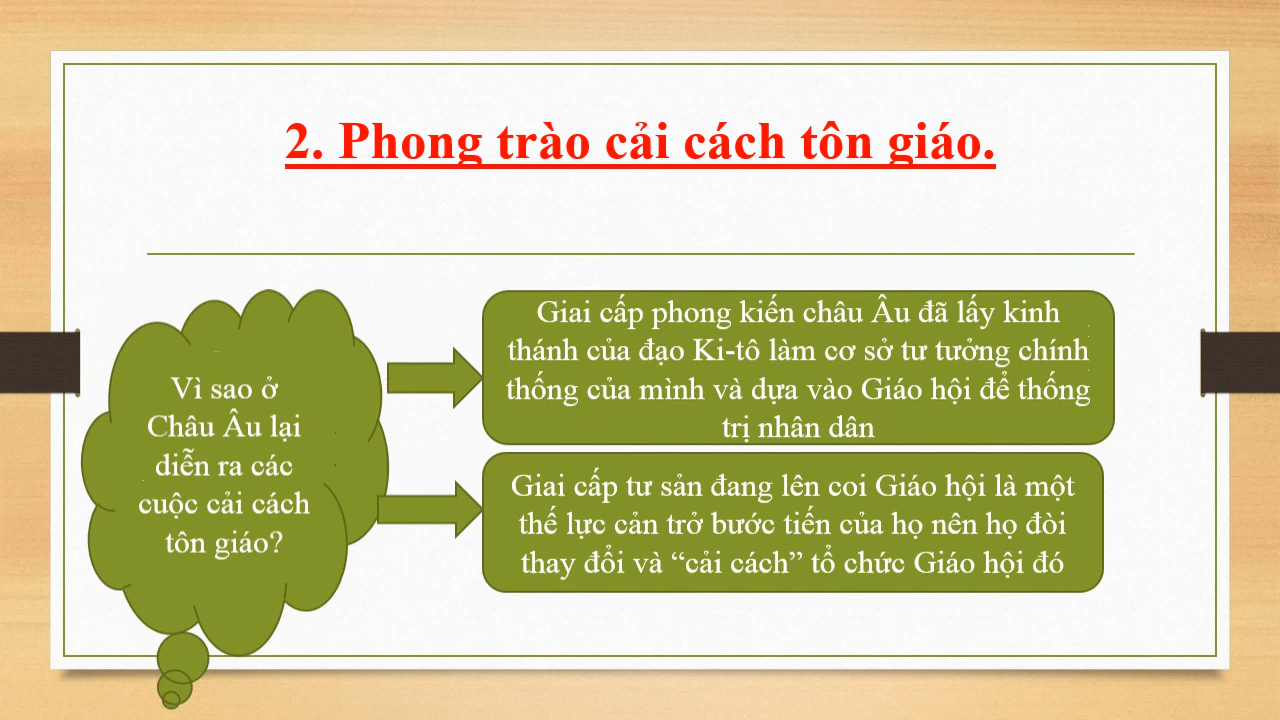 2. Phong trào cải cách tôn giáo.
Vì sao ở
Châu Âu lại
diễn ra các
cuộc cải cách
tôn giáo?
Giai cấp phong kiến châu Âu đã lấy kinh
thánh của đạo Ki-tô làm cơ sở tư tưởng chính
thống của mình và dựa vào Giáo hội để thống
trị nhân dân
Giai cấp tư sản đang lên coi Giáo hội là một
thế lực cản trở bước tiến của họ nên họ đòi
thay đổi và “cải cách” tổ chức Giáo hội đó